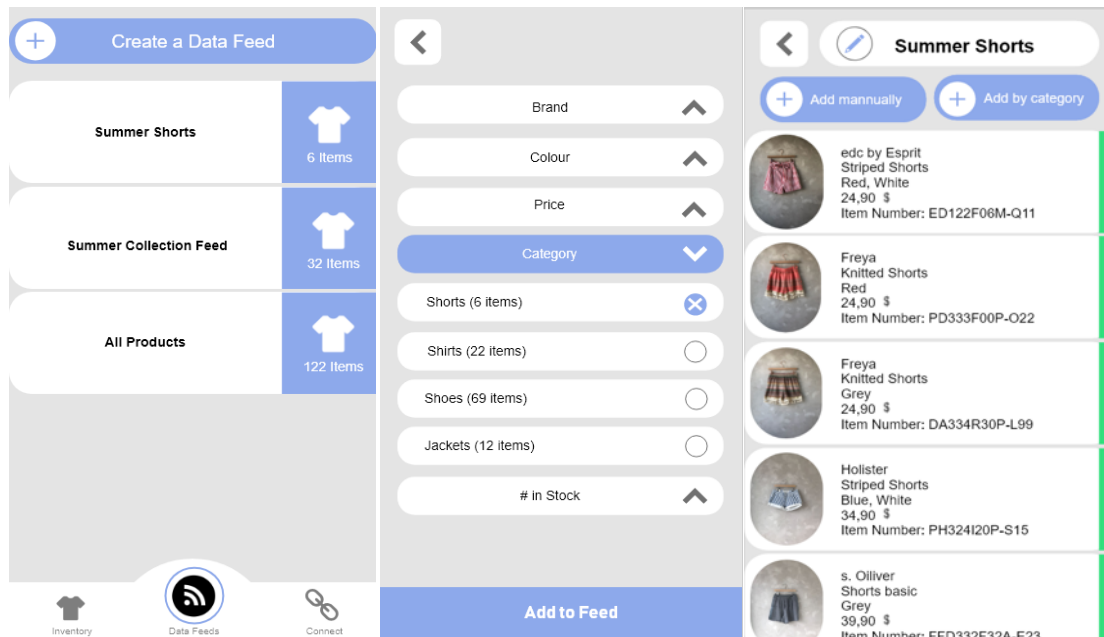 Create a Data Feed
Summer Shorts
6 Items
Summer Collection Feed
32 Items
All Products
122 Items
Inventory
Data Feeds
Connect
Brand
Colour
Price
Category
Shorts (6 items)
Shirts (22 items)
Shoes (69 items)
Jackets (12 items)
# in Stock
Add to Feed
Summer Shorts
Add mannually
Add by category
edc by Esprit
Striped Shorts
Red, White
24,90 $
Item Number: ED122F06M-Q11
Freya
Knitted Shorts
Red
24,90 $
Item Number: PD333F00P-O22
Freya
Knitted Shorts
Grey
24,90 $
Item Number: DA334R30P-L99
Holister
Striped Shorts
Blue, White
34,90 $
Item Number: PH324I20P-S15
s. Oiliver
Shorts basic
Grey
39,90 $
Item Number: